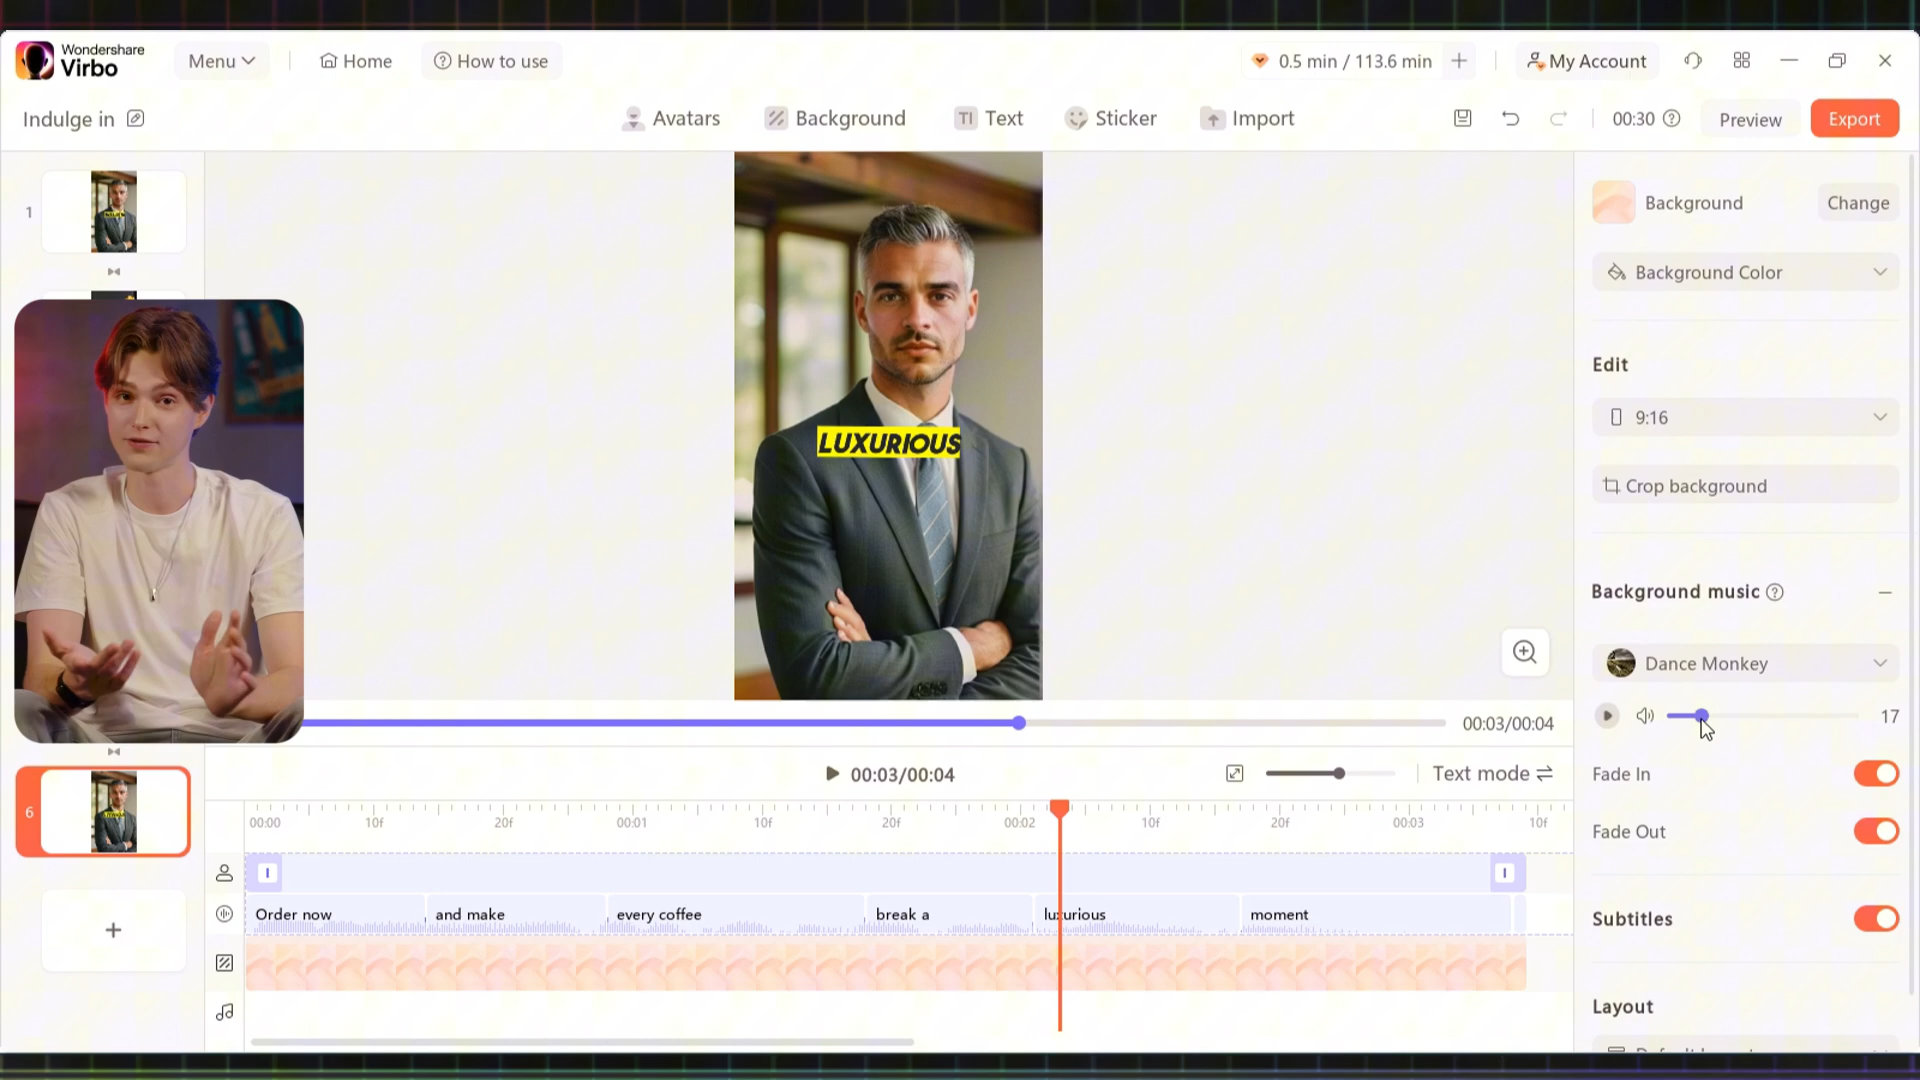 Wondershare
Virbo
Menu
Home
How to use
0.5 min / 113.6 min
My Account
Indulge in
Avatars
Background
TI Text
Sticker
Import
00:30
Preview
Export
1
Background
Change
Background Color
Edit
9:16
LUXURIOUS
Crop background
Background music
Dance Monkey
17
00:03/00:04
00:03/00:04
Text mode
Fade In
6
00:00 10f 20f 00:01 10f 20f 00:02 10f 20f 00:03 10f
Fade Out
Order now and make every coffee break a luxurious moment
Subtitles
Layout